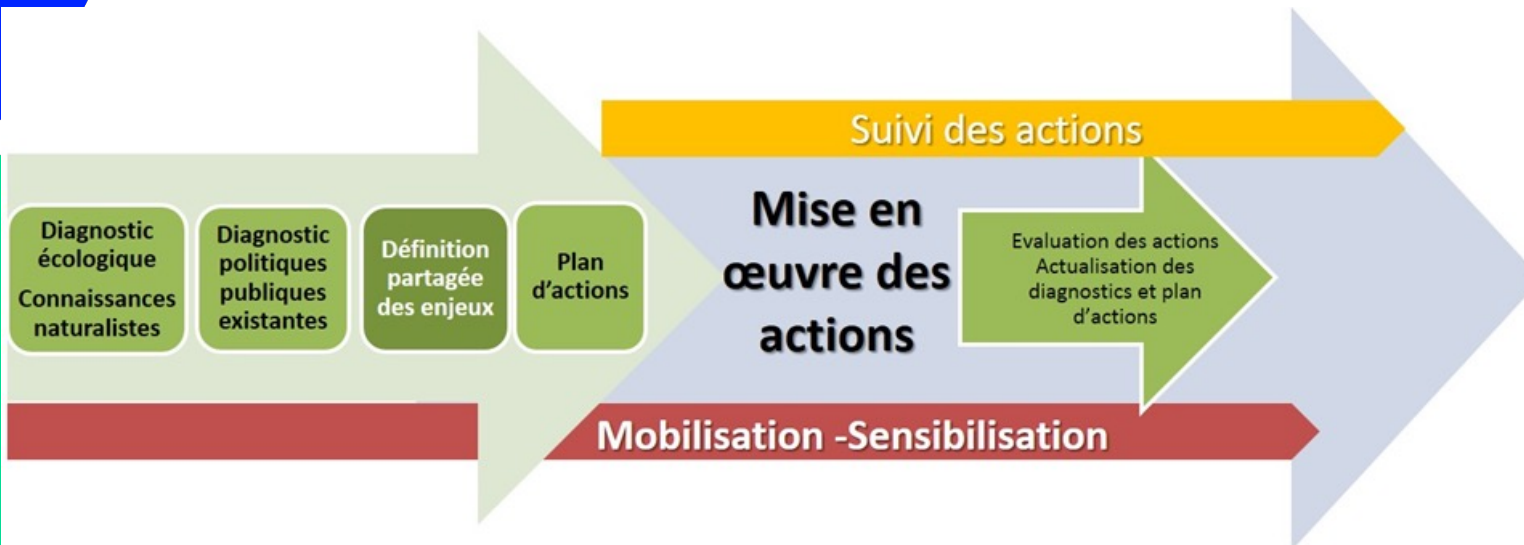 Suivi des actions
Diagnostic
écologique
Connaissances
naturalistes
Diagnostic
politiques
publiques
existantes
Définition
partagée
des enjeux
Plan
d'actions
Mise en
œuvre des
actions
Evaluation des actions
Actualisation des
diagnostics et plan
d'actions
Mobilisation -Sensibilisation